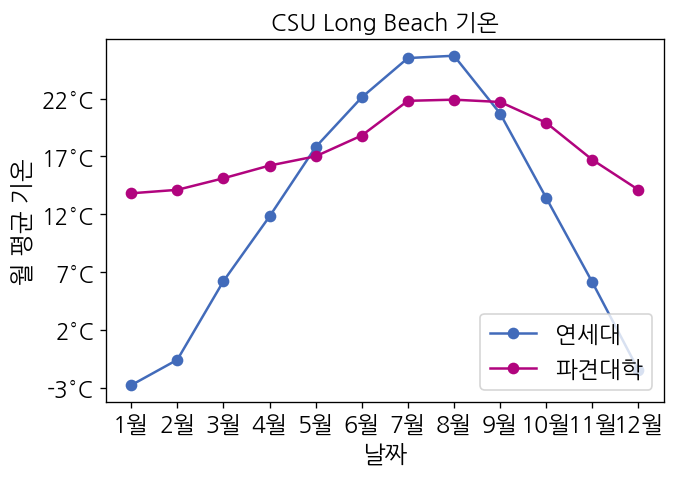 CSU Long Beach 기온
월 평균 기온
22°C
17°C
12°C
7°C
2°C
-3°C
연세대
파견대학
1월 2월 3월 4월 5월 6월 7월 8월 9월 10월 11월 12월
날짜